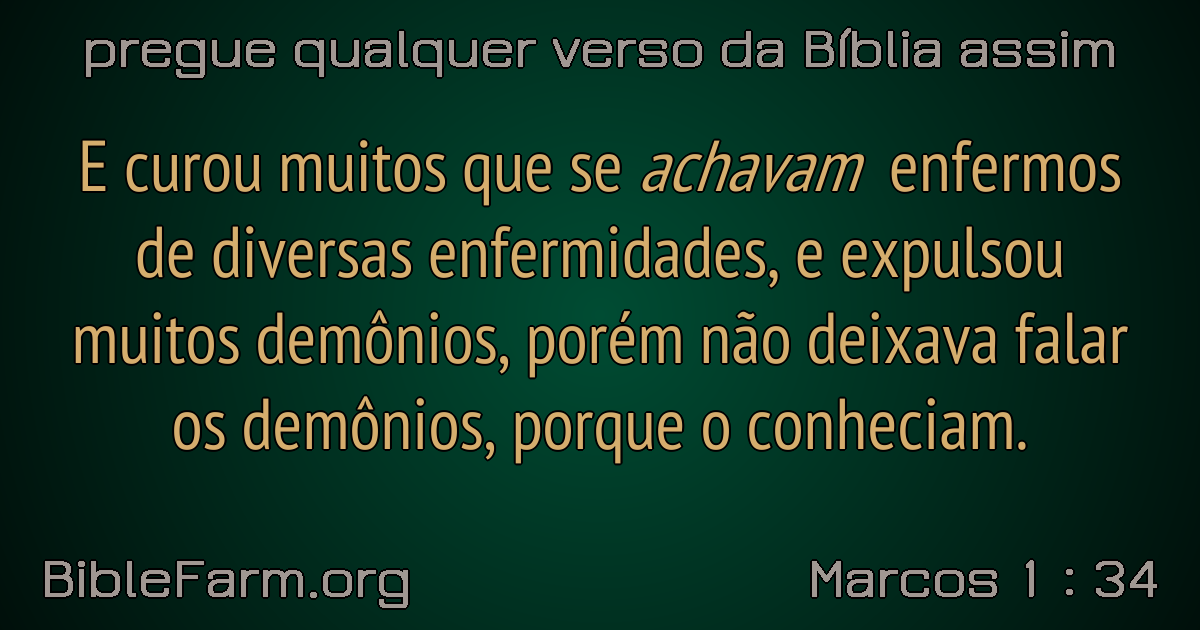 pregue qualquer verso da Bíblia assim
E curou muitos que se achavam enfermos
de diversas enfermidades, e expulsou
muitos demônios, porém não deixava falar
os demônios, porque o conheciam.
BibleFarm.org
Marcos 1 : 34